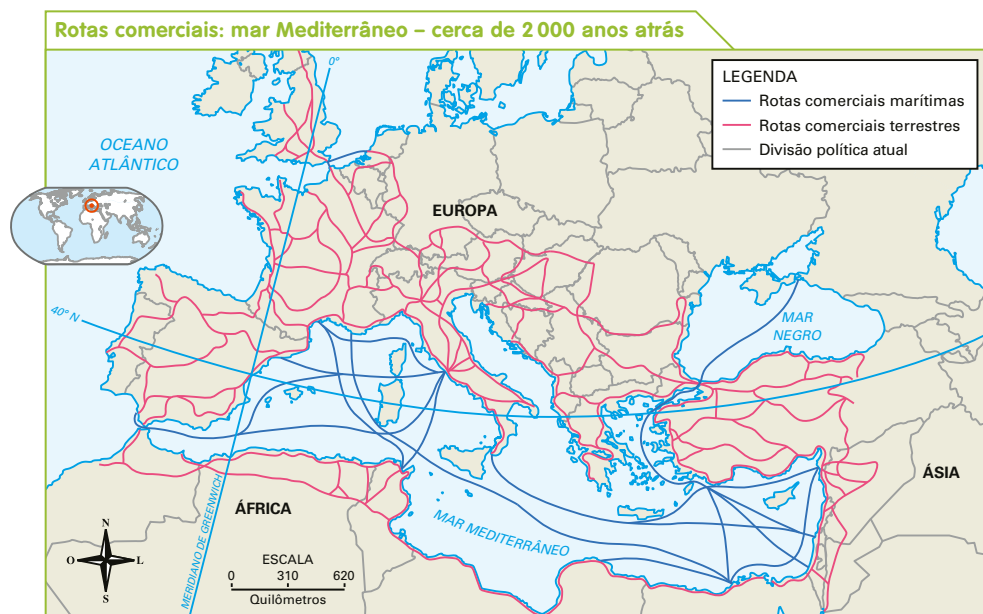 Rotas comerciais: mar Mediterrâneo – cerca de 2 000 anos atrás
0°
LEGENDA
Rotas comerciais marítimas
Rotas comerciais terrestres
Divisão política atual
OCEANO
ATLÂNTICO
EUROPA
40° N
MAR
NEGRO
ÁSIA
ÁFRICA
MAR MEDITERRÂNEO
MERIDIANO DE GREENWICH
N
O
L
S
ESCALA
0 310 620
Quilômetros